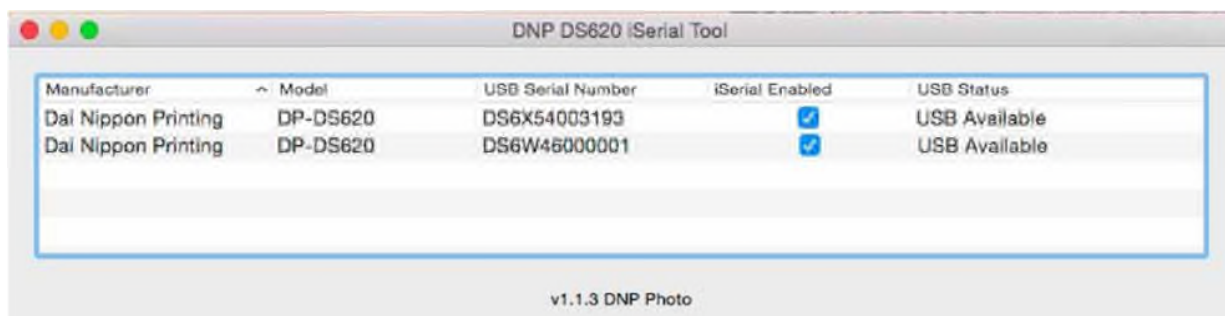 DNP DS620 iSerial Tool
Manufacturer Model USB Serial Number iSerial Enabled USB Status
Dai Nippon Printing DP-DS620 DS6X54003193 USB Available
Dai Nippon Printing DP-DS620 DS6W46000001 USB Available
v1.1.3 DNP Photo